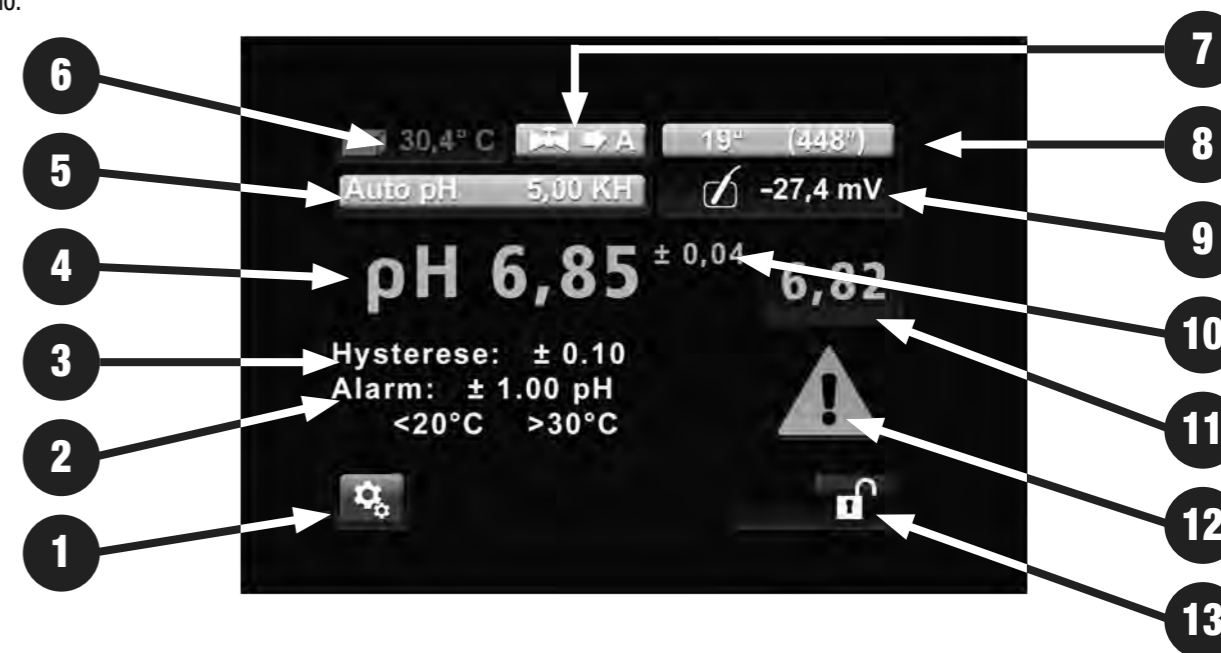 6
7
30,4° C
A
19" (448")
8
5
Auto pH 5,00 KH
-27,4 mV
9
4
pH 6,85 ± 0,04
6,82
10
3
Hysterese: ± 0.10
Alarm: ± 1.00 pH
<20°C >30°C
11
2
12
1
13